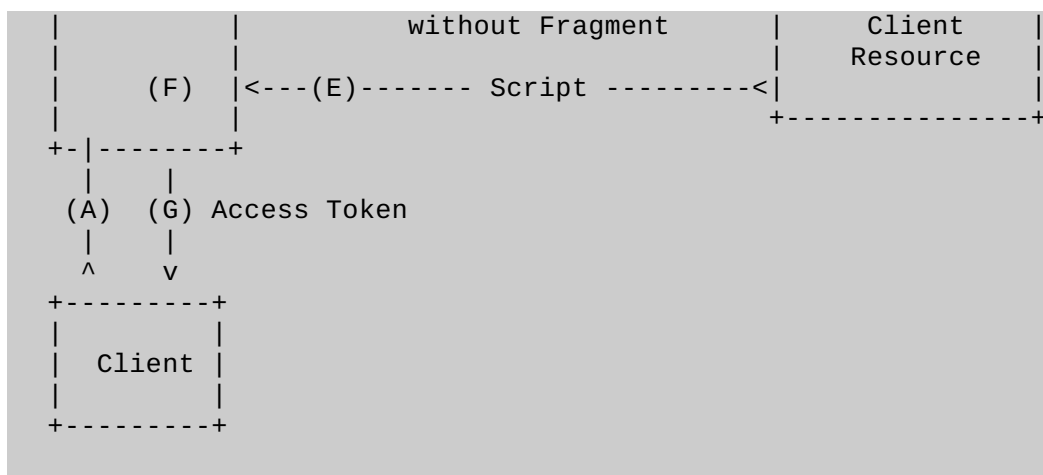 |         |          without Fragment      |     Client    |
|         |                                |    Resource   |
|    (F)  |<---(E)------- Script ---------<|               |
|         |                                +---------------+
+-|--------+
  |    |
 (A)  (G) Access Token
  |    |
  ^    v
+---------+
|         |
|  Client |
|         |
+---------+